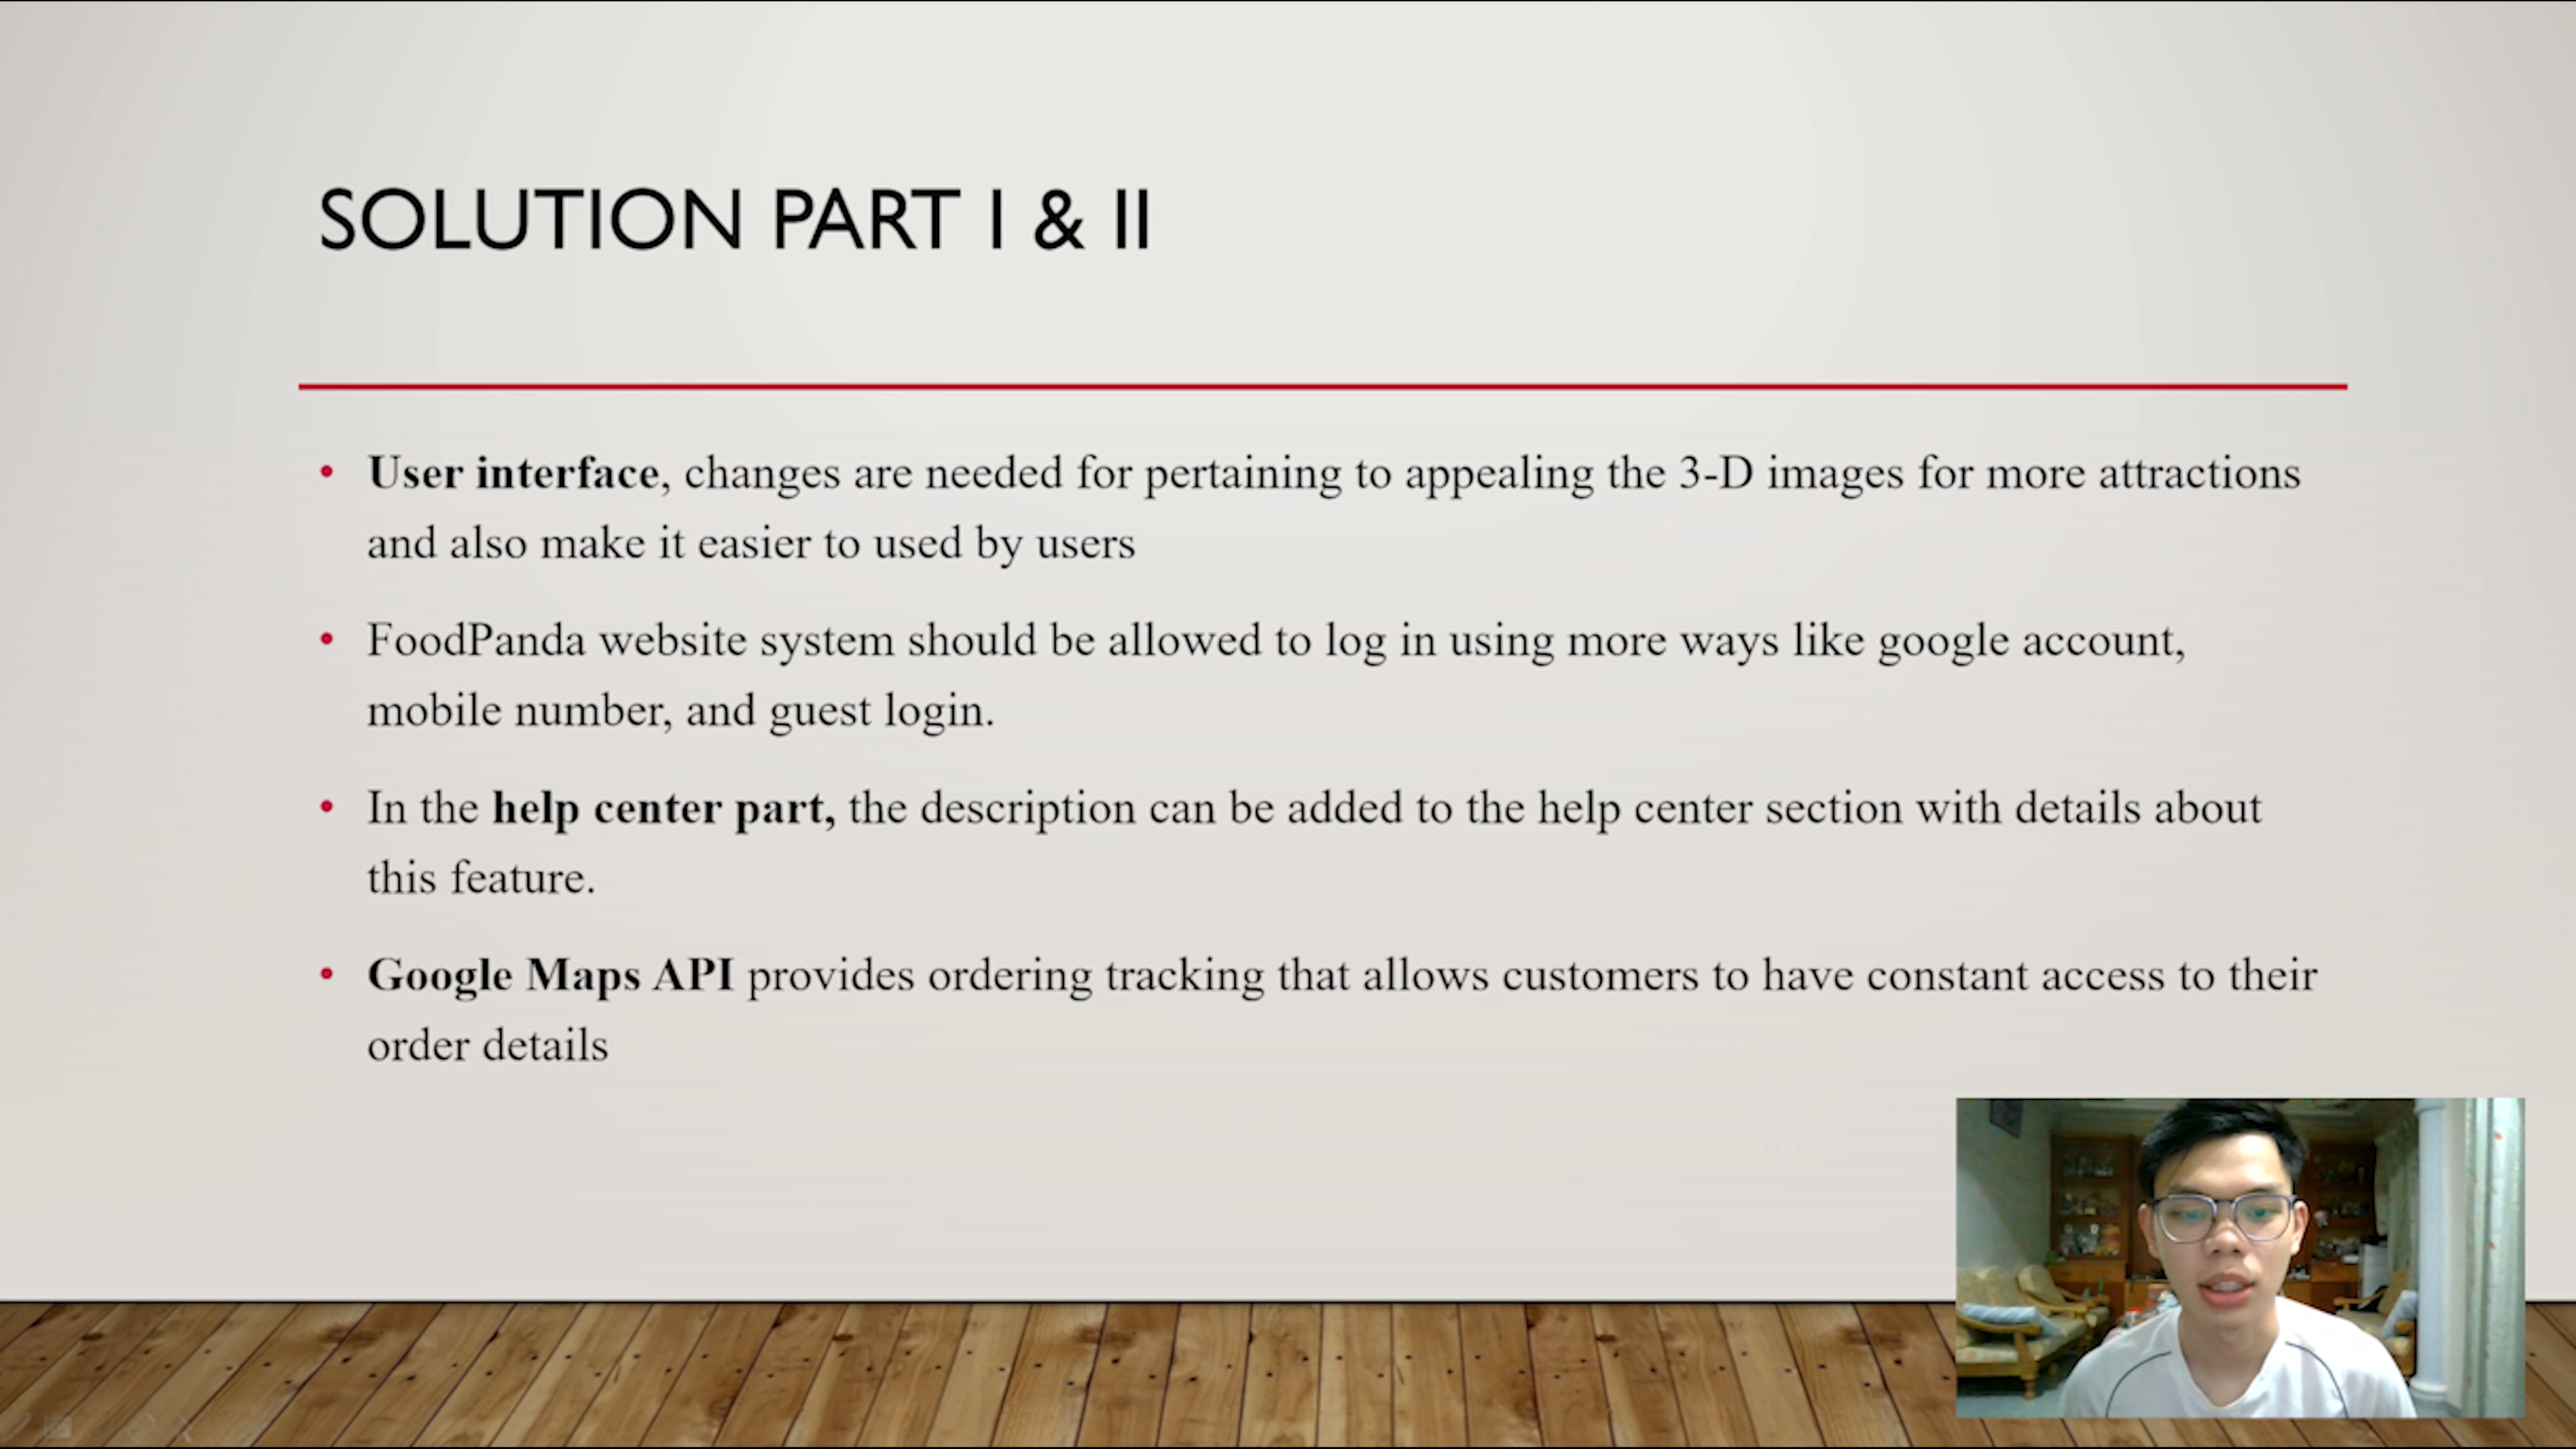 SOLUTION PART I & II
• User interface, changes are needed for pertaining to appealing the 3-D images for more attractions
and also make it easier to used by users
• FoodPanda website system should be allowed to log in using more ways like google account,
mobile number, and guest login.
• In the help center part, the description can be added to the help center section with details about
this feature.
• Google Maps API provides ordering tracking that allows customers to have constant access to their
order details